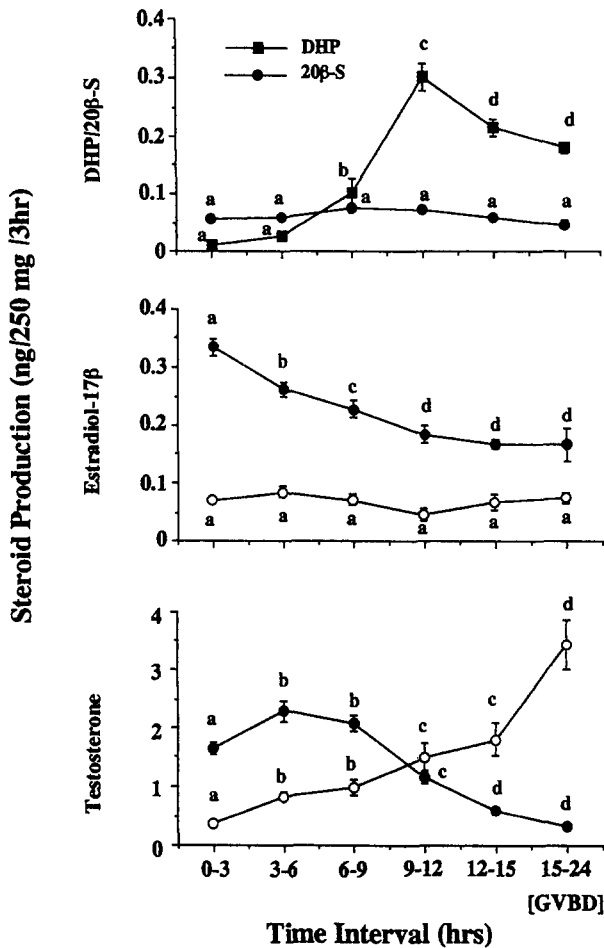 Steroid Production (ng/250 mg /3hr)
DHP/20β-S
0.4
0.3
0.2
0.1
0
DHP
20β-S
c
d
d
b
a
a
a
a
a
a
a
a
Estradiol-17β
0.4
0.3
0.2
0.1
0
a
b
c
d
d
d
a
a
a
a
a
a
Testosterone
4
3
2
1
0
a
b
b
c
d
d
a
b
b
c
c
d
0-3
3-6
6-9
9-12
12-15
15-24
[GVBD]
Time Interval (hrs)